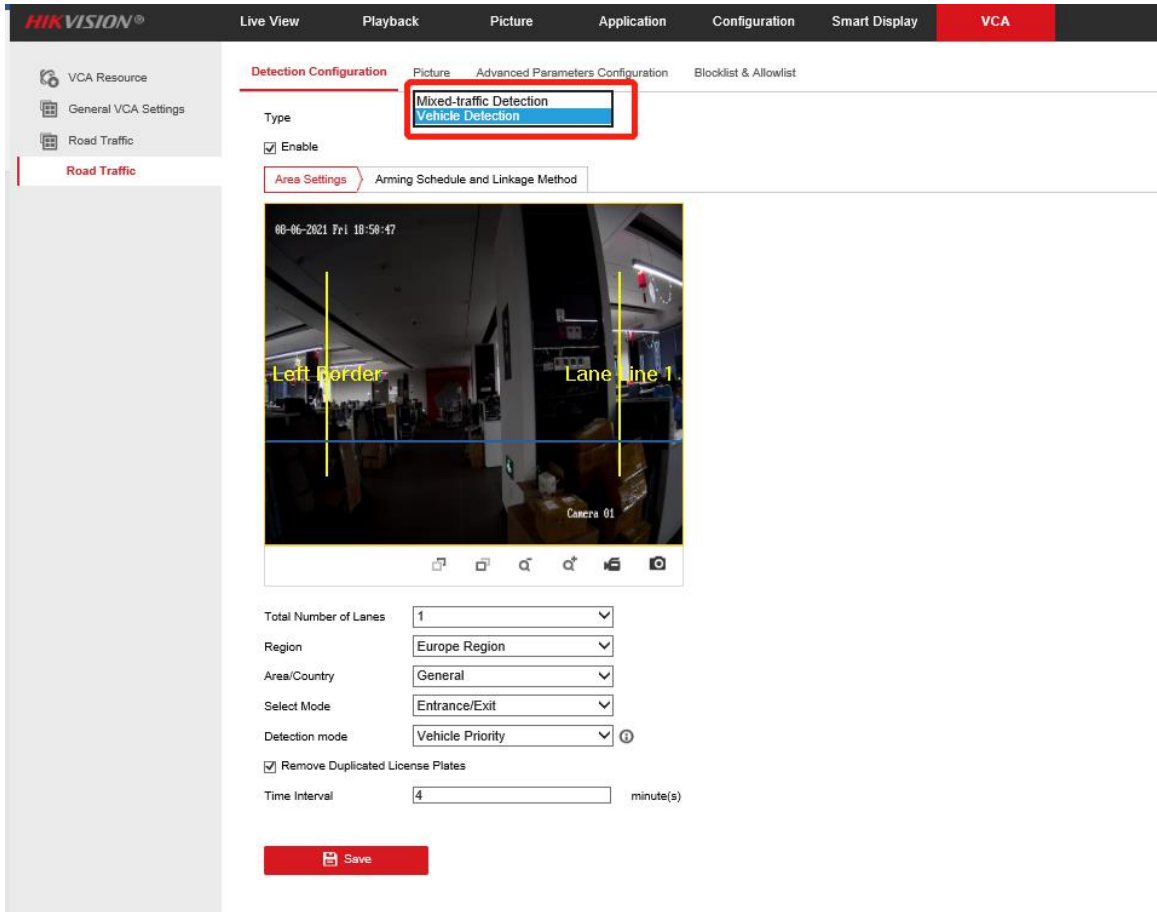 HIKVISION®
Live View Playback Picture Application Configuration Smart Display VCA
VCA Resource
General VCA Settings
Road Traffic
Road Traffic
Detection Configuration Picture Advanced Parameters Configuration Blocklist & Allowlist
Type
Mixed-traffic Detection
Vehicle Detection
Enable
Area Settings Arming Schedule and Linkage Method
08-06-2021 Fri 18:50:47
Left Border Lane Line 1
Camera 01
Total Number of Lanes 1
Region Europe Region
Area/Country General
Select Mode Entrance/Exit
Detection mode Vehicle Priority
Remove Duplicated License Plates
Time Interval 4 minute(s)
Save